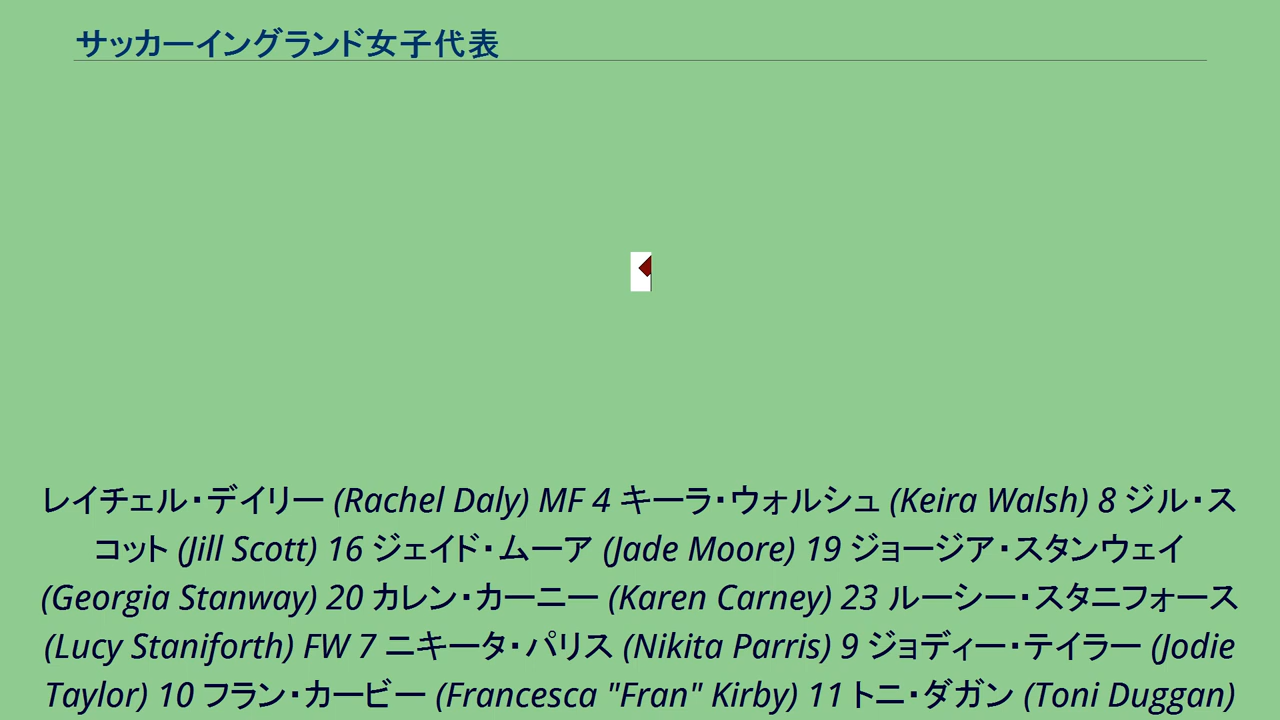 サッカーイングランド女子代表
レイチェル・デイリー (Rachel Daly) MF 4 キーラ・ウォルシュ (Keira Walsh) 8 ジル・ス
コット (Jill Scott) 16 ジェイド・ムーア (Jade Moore) 19 ジョージア・スタンウェイ
(Georgia Stanway) 20 カレン・カーニー (Karen Carney) 23 ルーシー・スタニフォース
(Lucy Staniforth) FW 7 ニキータ・パリス (Nikita Parris) 9 ジョディー・テイラー (Jodie
Taylor) 10 フラン・カービー (Francesca "Fran" Kirby) 11 トニ・ダガン (Toni Duggan)